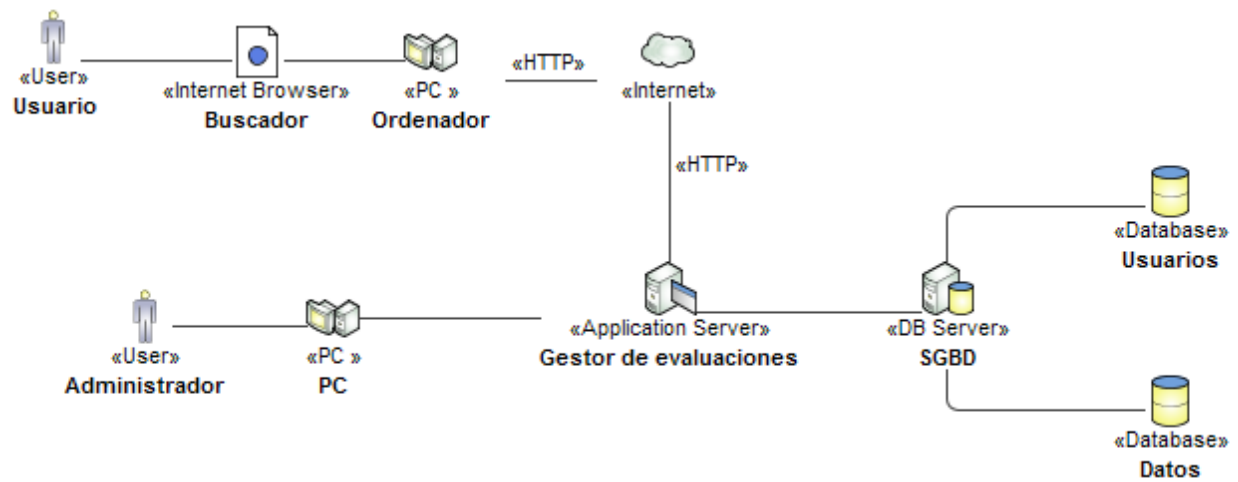 «User»
Usuario
«Internet Browser»
Buscador
«PC »
Ordenador
«HTTP»
«Internet»
«HTTP»
«Database»
Usuarios
«User»
Administrador
«PC »
PC
«Application Server»
Gestor de evaluaciones
«DB Server»
SGBD
«Database»
Datos